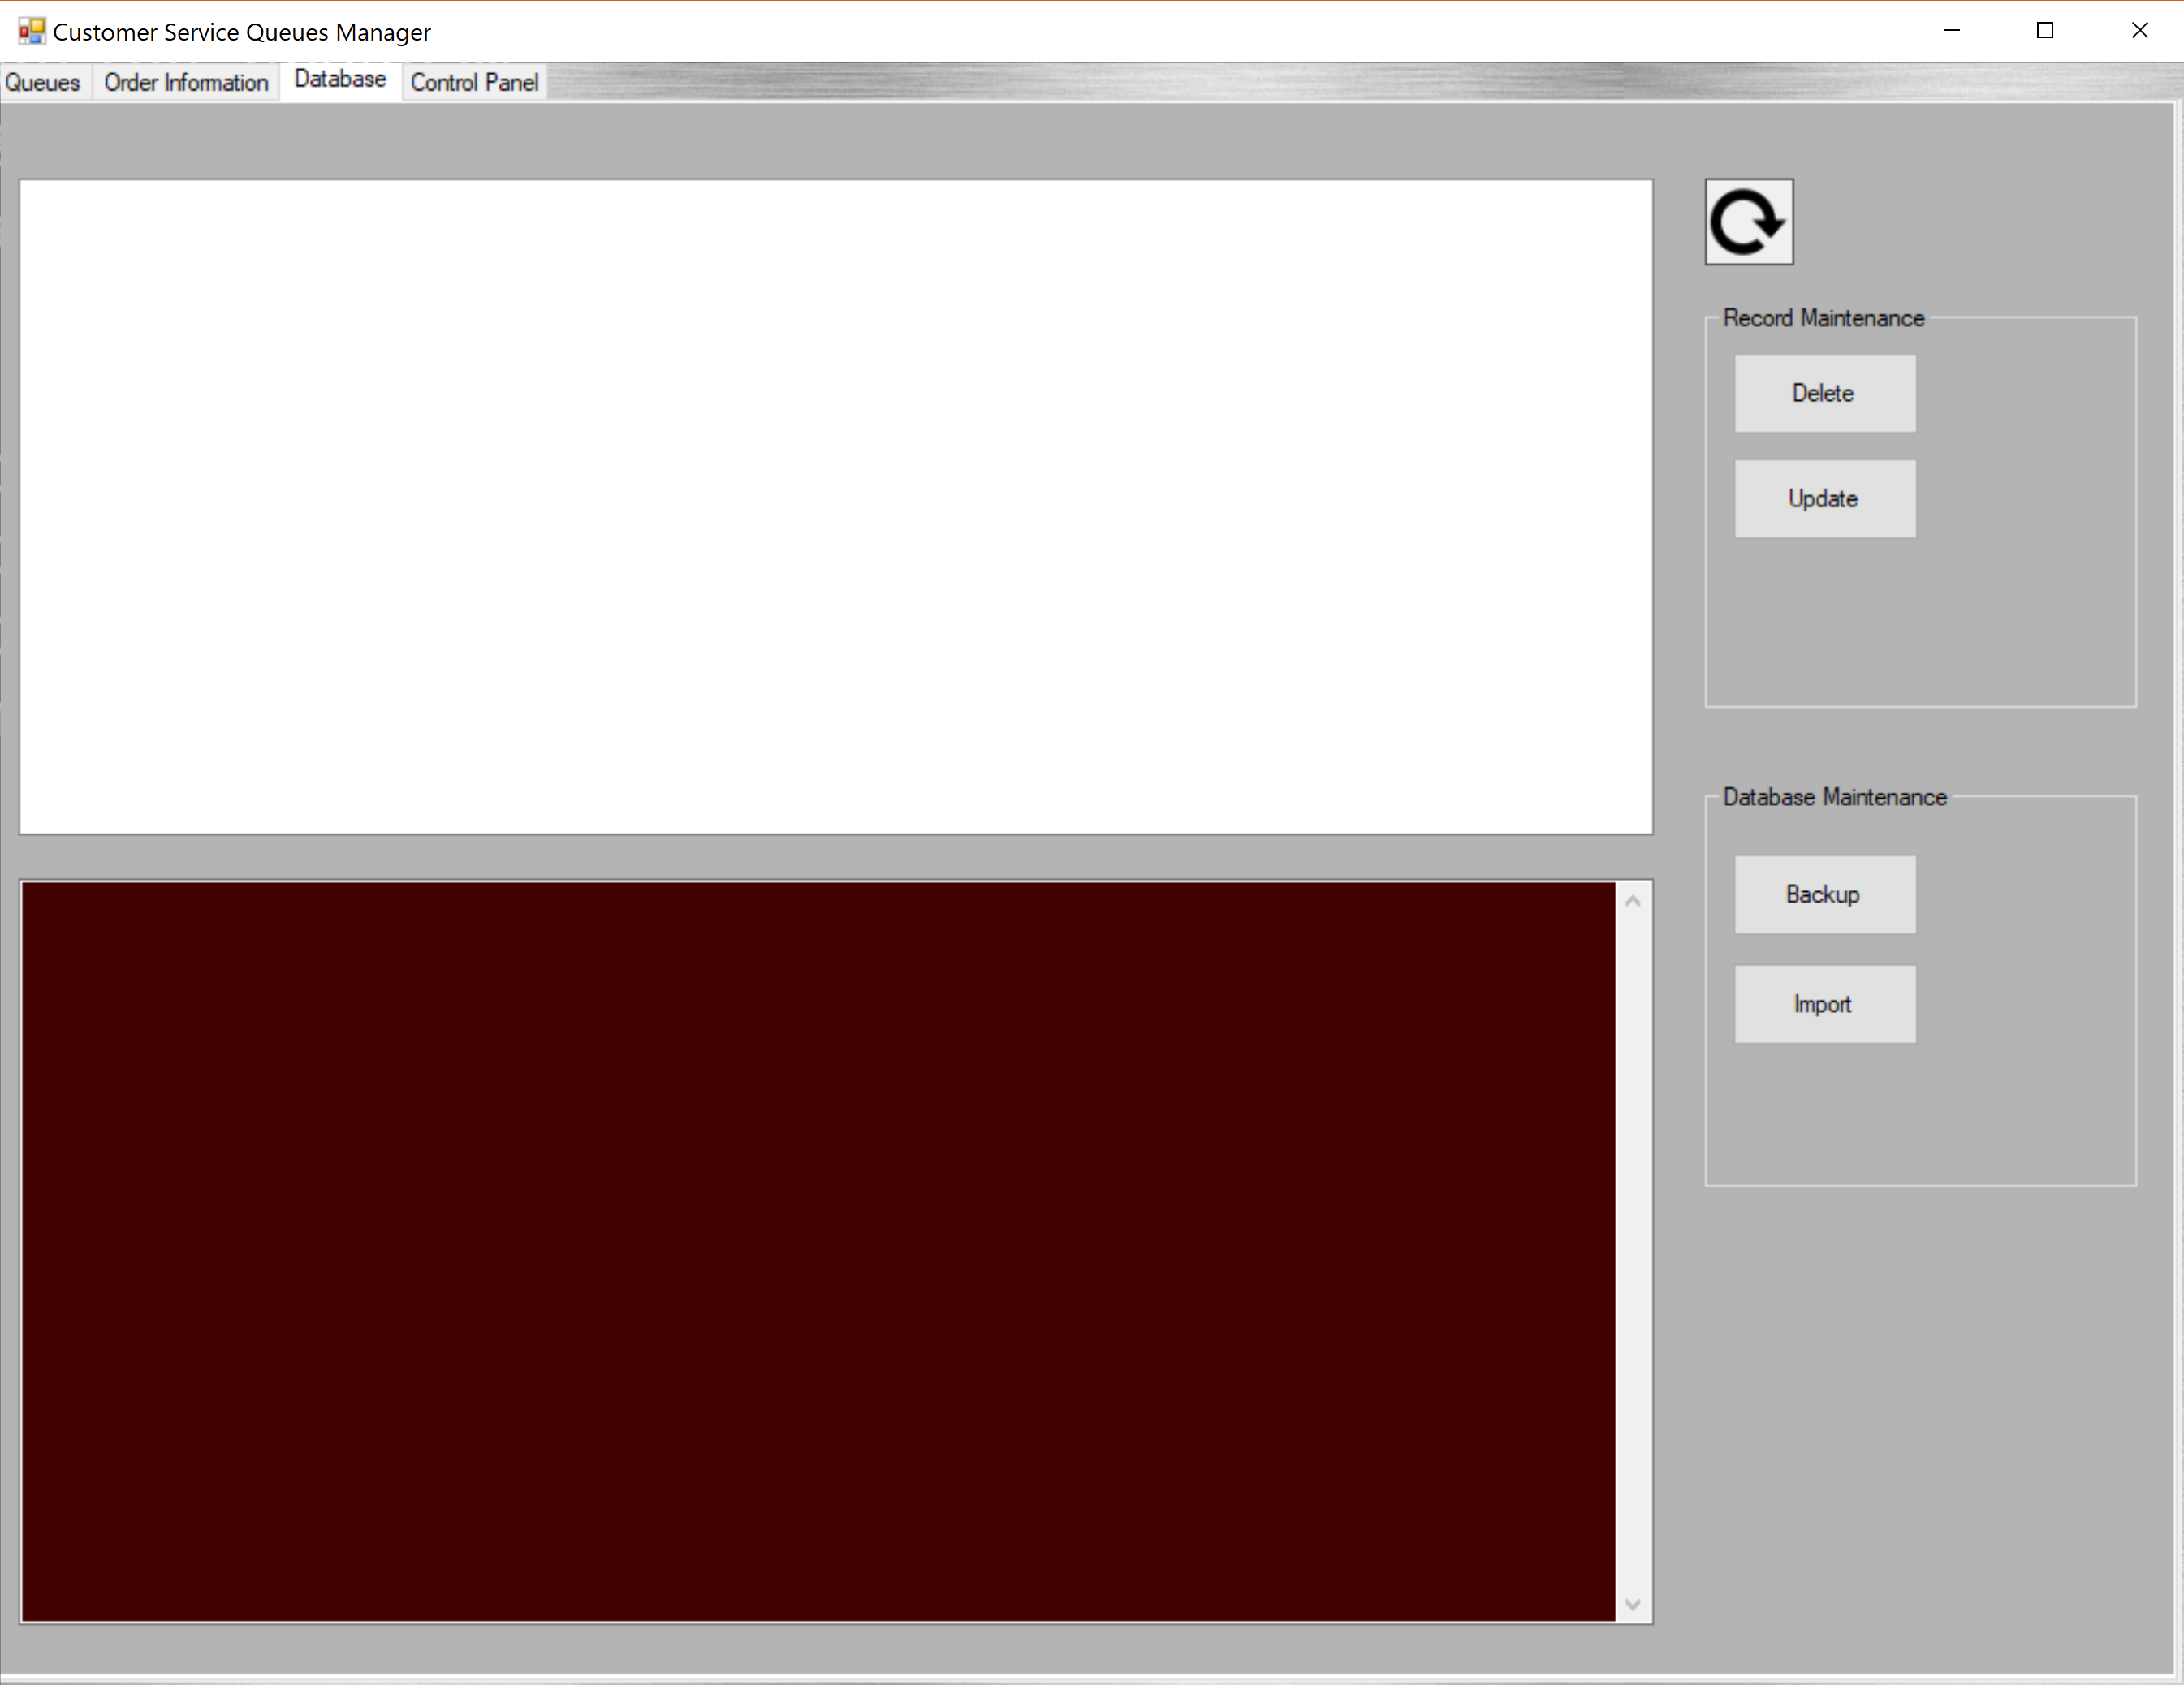 Customer Service Queues Manager
Queues
Order Information
Database
Control Panel
Record Maintenance
Delete
Update
Database Maintenance
Backup
Import